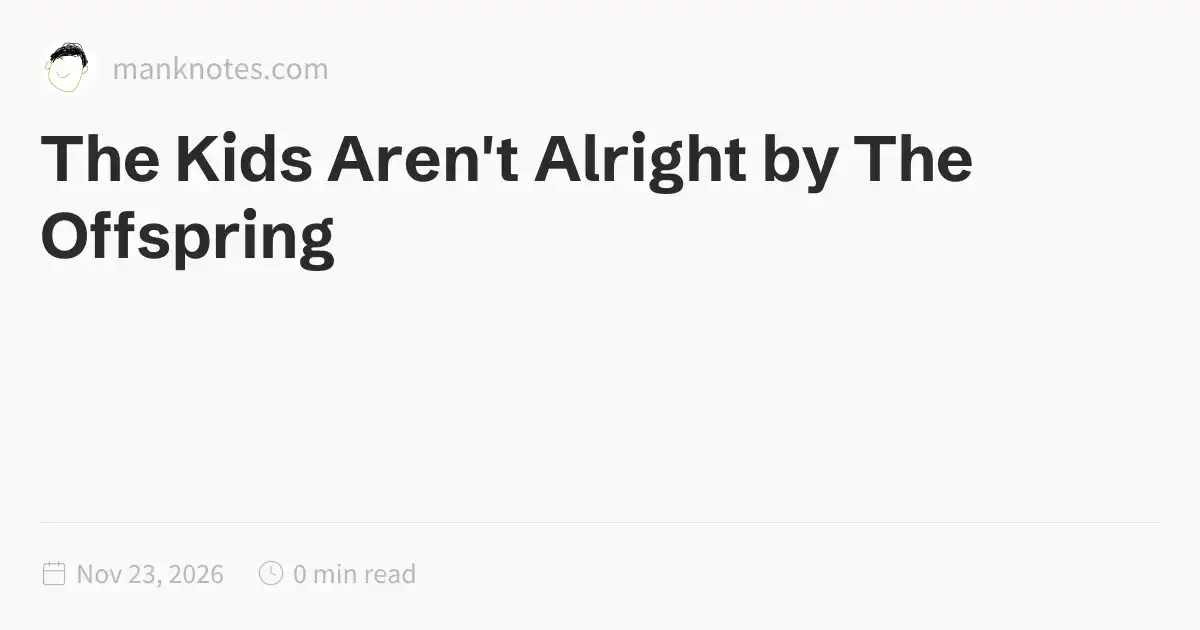 manknotes.com
The Kids Aren't Alright by The
Offspring
Nov 23, 2026
0 min read